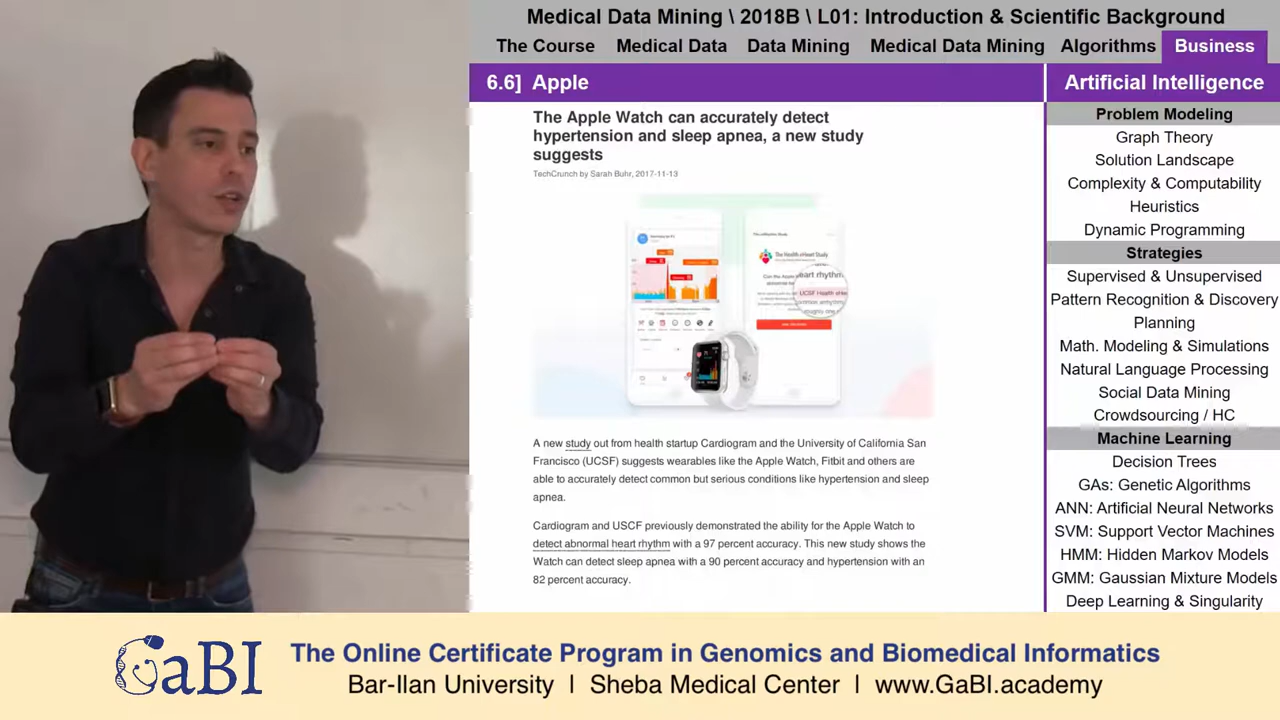 Medical Data Mining \ 2018B \ L01: Introduction & Scientific Background
The Course Medical Data Data Mining Medical Data Mining Algorithms Business
6.6] Apple
The Apple Watch can accurately detect
hypertension and sleep apnea, a new study
suggests
TechCrunch by Sarah Buhr, 2017-11-13
The Health eHeart Study
eart rhythm
UCSF Health eHe
A new study out from health startup Cardiogram and the University of California San
Francisco (UCSF) suggests wearables like the Apple Watch, Fitbit and others are
able to accurately detect common but serious conditions like hypertension and sleep
apnea.
Cardiogram and USCF previously demonstrated the ability for the Apple Watch to
detect abnormal heart rhythm with a 97 percent accuracy. This new study shows the
Watch can detect sleep apnea with a 90 percent accuracy and hypertension with an
82 percent accuracy.
Artificial Intelligence
Problem Modeling
Graph Theory
Solution Landscape
Complexity & Computability
Heuristics
Dynamic Programming
Strategies
Supervised & Unsupervised
Pattern Recognition & Discovery
Planning
Math. Modeling & Simulations
Natural Language Processing
Social Data Mining
Crowdsourcing / HC
Machine Learning
Decision Trees
GAs: Genetic Algorithms
ANN: Artificial Neural Networks
SVM: Support Vector Machines
HMM: Hidden Markov Models
GMM: Gaussian Mixture Models
Deep Learning & Singularity
GaBI
The Online Certificate Program in Genomics and Biomedical Informatics
Bar-Ilan University | Sheba Medical Center | www.GaBI.academy